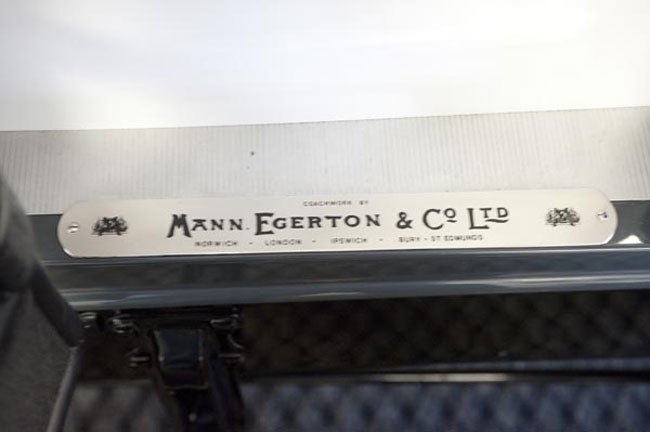 COACHWORK BY
MANN. EGERTON & Co LTD
NORWICH - LONDON - IPSWICH - BURY - ST EDMUNDS